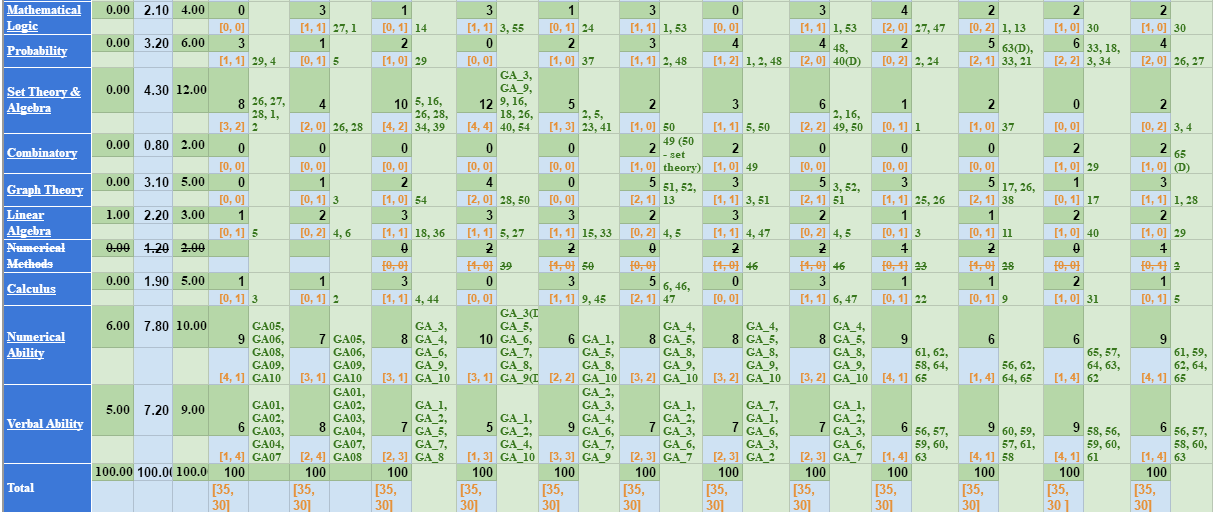 Mathematical Logic 0.00 2.10 4.00 0 3 1 3 1 3 0 3 4 2 2 2
[0, 0] [1, 1] 27, 1 [0, 1] 14 [1, 1] 3, 55 [0, 1] 24 [1, 1] 1, 53 [0, 0] [1, 1] 1, 53 [2, 0] 27, 47 [0, 2] 1, 13 [1, 0] 30 [1, 0] 30
Probability 0.00 3.20 6.00 3 1 2 0 2 3 4 4 2 5 6 4
[1, 1] 29, 4 [0, 1] 5 [1, 0] 29 [0, 0] [1, 0] 37 [1, 1] 2, 48 [1, 2] 1, 2, 48 [2, 0] 48, 40(D) [0, 2] 2, 24 [2, 1] 63(D), 33, 21 [2, 2] 33, 18, 3, 34 [2, 0] 26, 27
Set Theory & Algebra 0.00 4.30 12.00 8 4 10 12 5 2 3 6 1 2 0 2
[3, 2] 26, 27, 28, 1, 2 [2, 0] 26, 28 [4, 2] 5, 16, 26, 28, 34, 39 [4, 4] GA_3, GA_9, 9, 16, 18, 26, 40, 54 [1, 3] 2, 5, 23, 41 [1, 0] 50 [1, 1] 5, 50 [2, 2] 2, 16, 49, 50 [0, 1] 1 [1, 0] 37 [0, 0] [0, 2] 3, 4
Combinatory 0.00 0.80 2.00 0 0 0 0 0 2 2 0 0 0 2 2
[0, 0] [0, 0] [0, 0] [0, 0] [0, 0] [1, 0] 49 (50 - set theory) [1, 0] 49 [0, 0] [0, 0] [0, 0] [1, 0] 29 [1, 0] 65 (D)
Graph Theory 0.00 3.10 5.00 0 1 2 4 0 5 3 5 3 5 1 3
[0, 0] [0, 1] 3 [1, 0] 54 [2, 0] 28, 50 [0, 0] [2, 1] 51, 52, 13 [1, 1] 3, 51 [2, 1] 3, 52, 51 [1, 1] 25, 26 [2, 1] 17, 26, 38 [0, 1] 17 [1, 1] 1, 28
Linear Algebra 1.00 2.20 3.00 1 2 3 3 3 2 3 2 1 1 2 2
[0, 1] 5 [0, 2] 4, 6 [1, 1] 18, 36 [1, 1] 5, 27 [1, 1] 15, 33 [0, 2] 4, 5 [1, 1] 4, 47 [0, 2] 4, 5 [0, 1] 3 [0, 1] 11 [1, 0] 40 [1, 0] 29
Numerical Methods 0.00 1.20 2.00 0 2 2 0 2 2 1 2 0 1
[0, 0] [1, 0] 39 [1, 0] 50 [0, 0] [1, 0] 46 [1, 0] 46 [0, 1] 23 [1, 0] 28 [0, 0] [0, 1] 2
Calculus 0.00 1.90 5.00 1 1 3 0 3 5 0 3 1 1 2 1
[0, 1] 3 [0, 1] 2 [1, 1] 4, 44 [0, 0] [1, 1] 9, 45 [2, 1] 6, 46, 47 [0, 0] [1, 1] 6, 47 [0, 1] 22 [0, 1] 9 [1, 0] 31 [0, 1] 5
Numerical Ability 6.00 7.80 10.00 9 7 8 10 6 8 8 8 9 6 6 9
[4, 1] GA05, GA06, GA08, GA09, GA10 [3, 1] GA05, GA06, GA09, GA10 [3, 1] GA_3, GA_4, GA_6, GA_9, GA_10 [3, 1] GA_3(D GA_5, GA_6, GA_7, GA_8, GA_9(D [2, 2] GA_1, GA_5, GA_8, GA_10 [3, 2] GA_4, GA_5, GA_8, GA_9, GA_10 [3, 2] GA_4, GA_5, GA_8, GA_9, GA_10 [3, 2] GA_4, GA_5, GA_8, GA_9, GA_10 [4, 1] 61, 62, 58, 64, 65 [1, 4] 56, 62, 64, 65 [1, 4] 65, 57, 64, 63, 62 [4, 1] 61, 59, 62, 64, 65
Verbal Ability 5.00 7.20 9.00 6 8 7 5 9 7 7 7 6 9 9 6
[1, 4] GA01, GA02, GA03, GA04, GA07 [2, 4] GA01, GA02, GA03, GA04, GA07, GA08 [2, 3] GA_1, GA_2, GA_5, GA_7, GA_8 [1, 3] GA_1, GA_2, GA_4, GA_10 [3, 3] GA_2, GA_3, GA_4, GA_6, GA_7, GA_9 [2, 3] GA_1, GA_2, GA_3, GA_6, GA_7 [2, 3] GA_7, GA_1, GA_6, GA_3, GA_2 [2, 3] GA_1, GA_2, GA_3, GA_6, GA_7 [1, 4] 56, 57, 59, 60, 63 [4, 1] 60, 59, 57, 61, 58 [4, 1] 58, 56, 59, 60, 61 [1, 4] 56, 57, 58, 60, 63
Total 100.00 100.0 100.0 100 100 100 100 100 100 100 100 100 100 100 100
[35, 30] [35, 30] [35, 30] [35, 30] [35, 30] [35, 30] [35, 30] [35, 30] [35, 30] [35, 30] [35, 30 ] [35, 30]